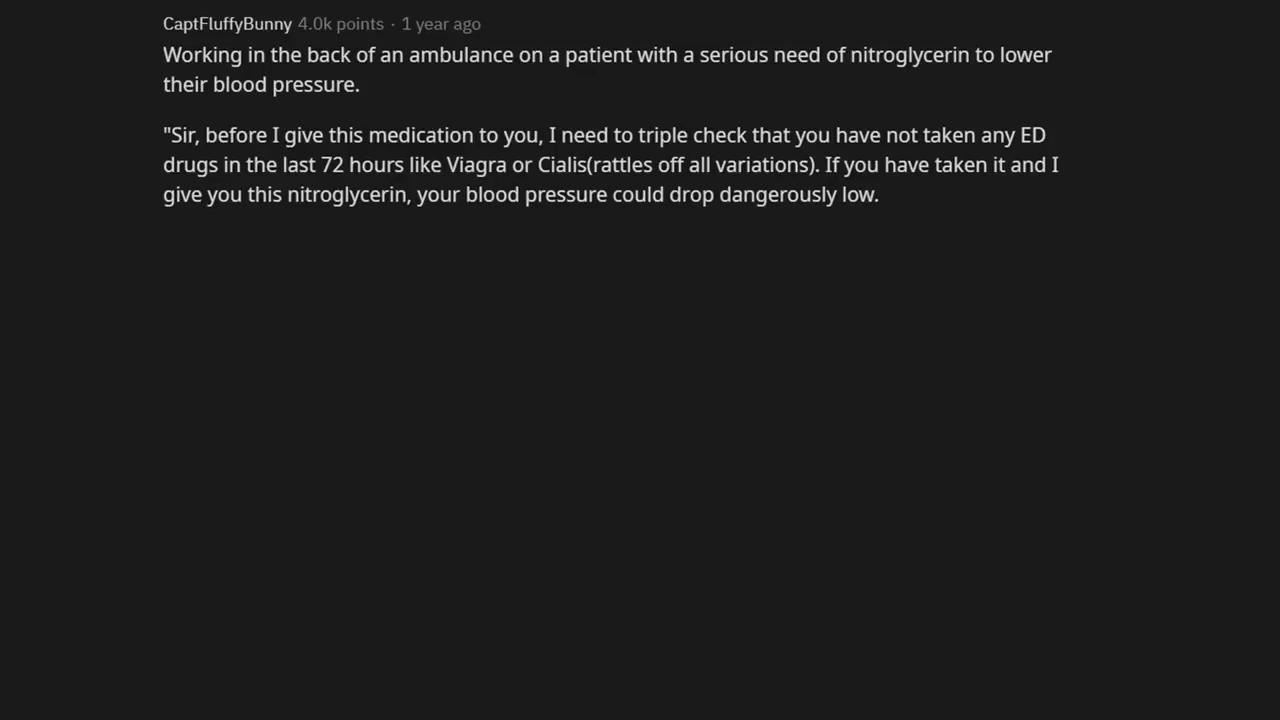 CaptFluffyBunny 4.0k points · 1 year ago
Working in the back of an ambulance on a patient with a serious need of nitroglycerin to lower
their blood pressure.
"Sir, before I give this medication to you, I need to triple check that you have not taken any ED
drugs in the last 72 hours like Viagra or Cialis(rattles off all variations). If you have taken it and I
give you this nitroglycerin, your blood pressure could drop dangerously low.